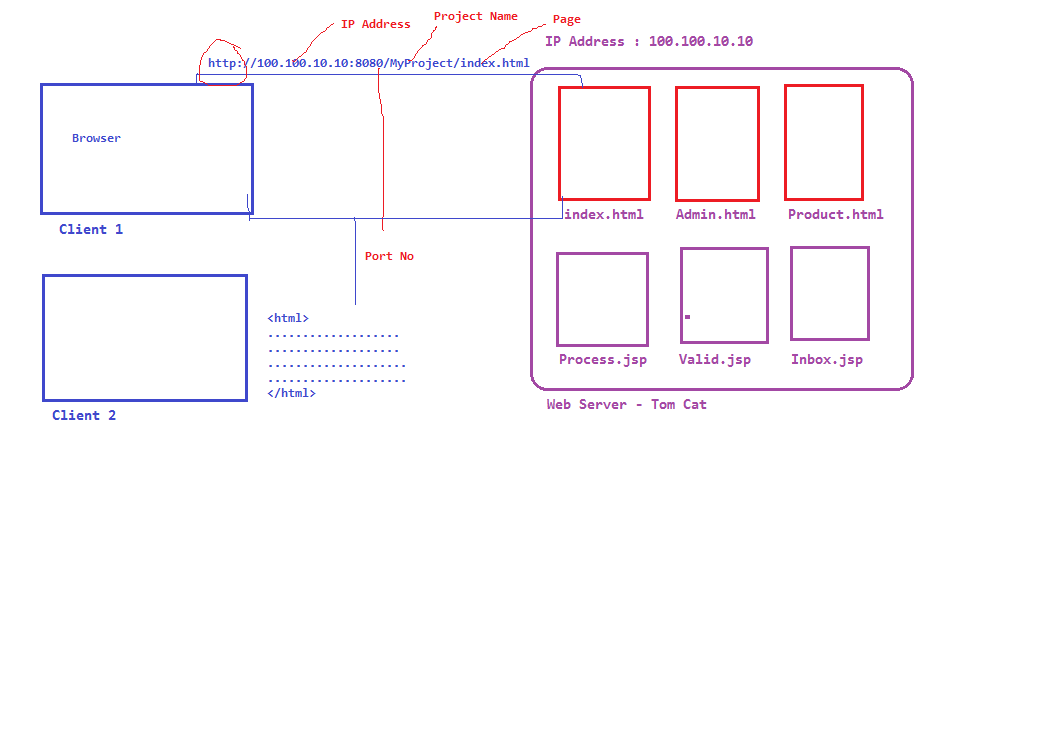 Project Name
Page
IP Address
IP Address : 100.100.10.10
http://100.100.10.10:8080/MyProject/index.html
Browser
index.html
Admin.html
Product.html
Client 1
Port No
<html>
...................
...................
....................
....................
</html>
Process.jsp
Valid.jsp
Inbox.jsp
Web Server - Tom Cat
Client 2